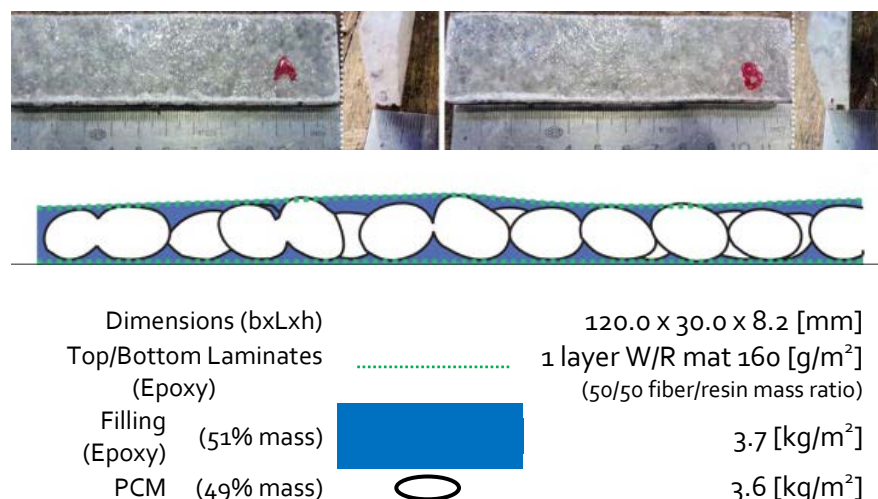 A
B
Dimensions (bxLxh) 120.0 x 30.0 x 8.2 [mm]
Top/Bottom Laminates 1 layer W/R mat 160 [g/m²]
(Epoxy) (50/50 fiber/resin mass ratio)
Filling
(Epoxy) (51% mass) 3.7 [kg/m²]
PCM (49% mass) 3.6 [kg/m²]